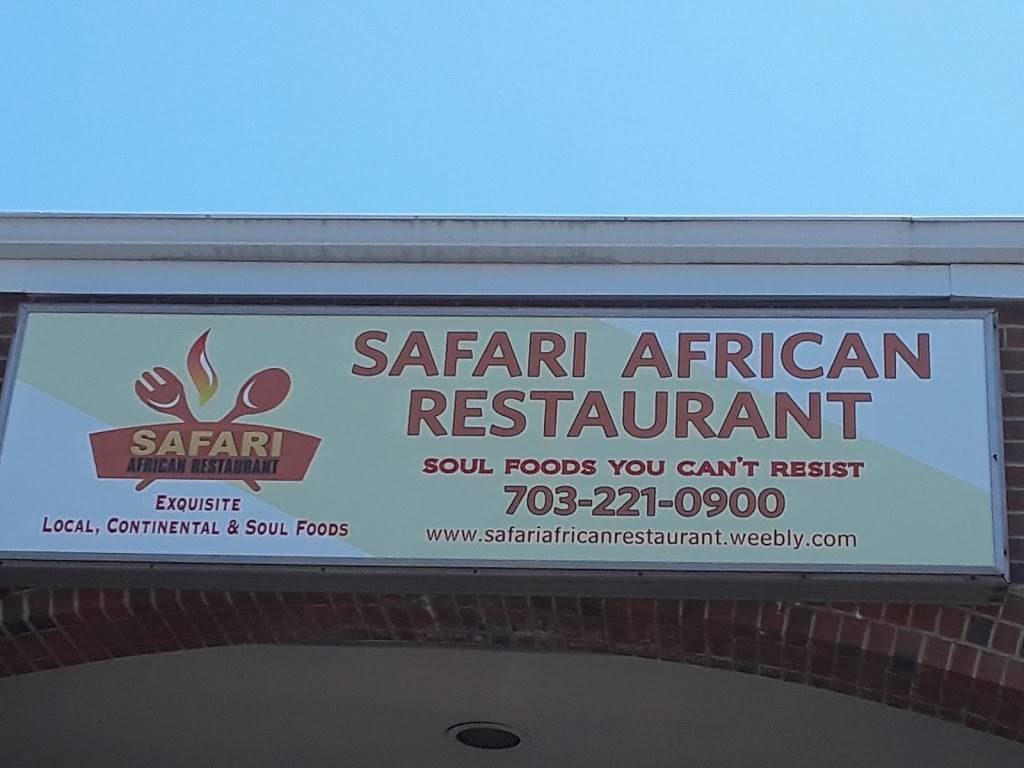 SAFARI
AFRICAN RESTAURANT
EXQUISITE
LOCAL, CONTINENTAL & SOUL FOODS
SAFARI AFRICAN
RESTAURANT
SOUL FOODS YOU CAN'T RESIST
703-221-0900
www.safariafricanrestaurant.weebly.com